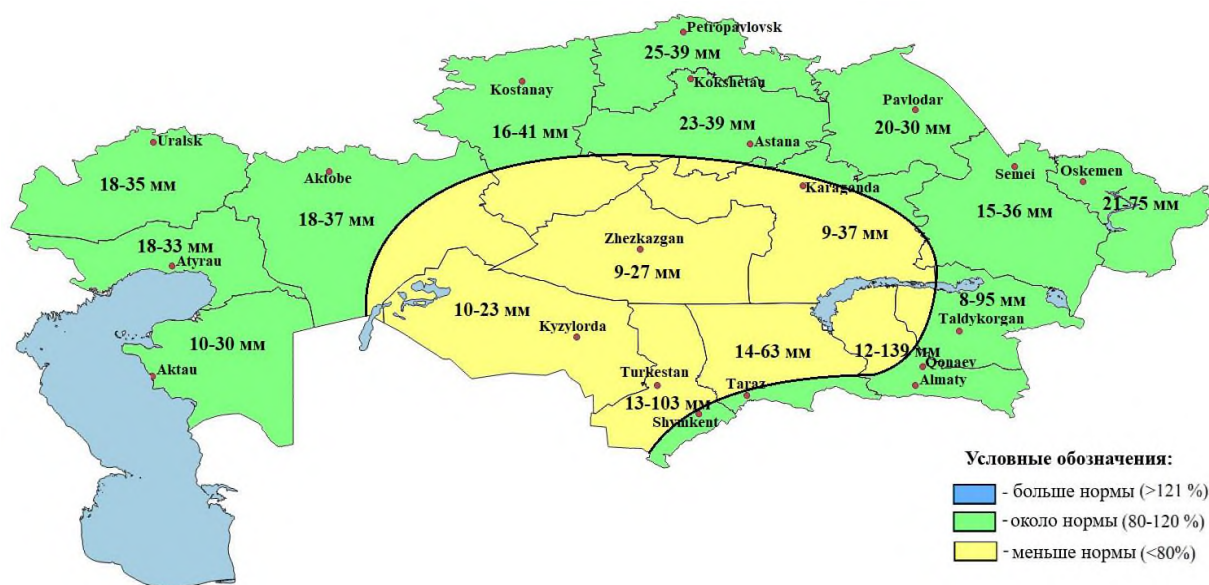 Petropavlovsk
25-39 мм
Kokshetan
Kostanay
Pavlodar
16-41 мм
23-39 мм
20-30 мм
Astana
Uralsk
Aktobe
Semei
Oskemen
18-35 мм
Karaganda
21-75 мм
18-37 мм
15-36 мм
Zhezkazgan
9-37 мм
18-33 мм
Atyrau
9-27 мм
10-23 мм
8-95 мм
Kyzylorda
Taldykorgan
10-30 мм
14-63 мм
12-139 мм
Aktau
Turkestan
Qonaev
Taraz
Almaty
13-103 мм
Shymkent
Условные обозначения:
- больше нормы (>121 %)
- около нормы (80-120 %)
- меньше нормы (<80%)